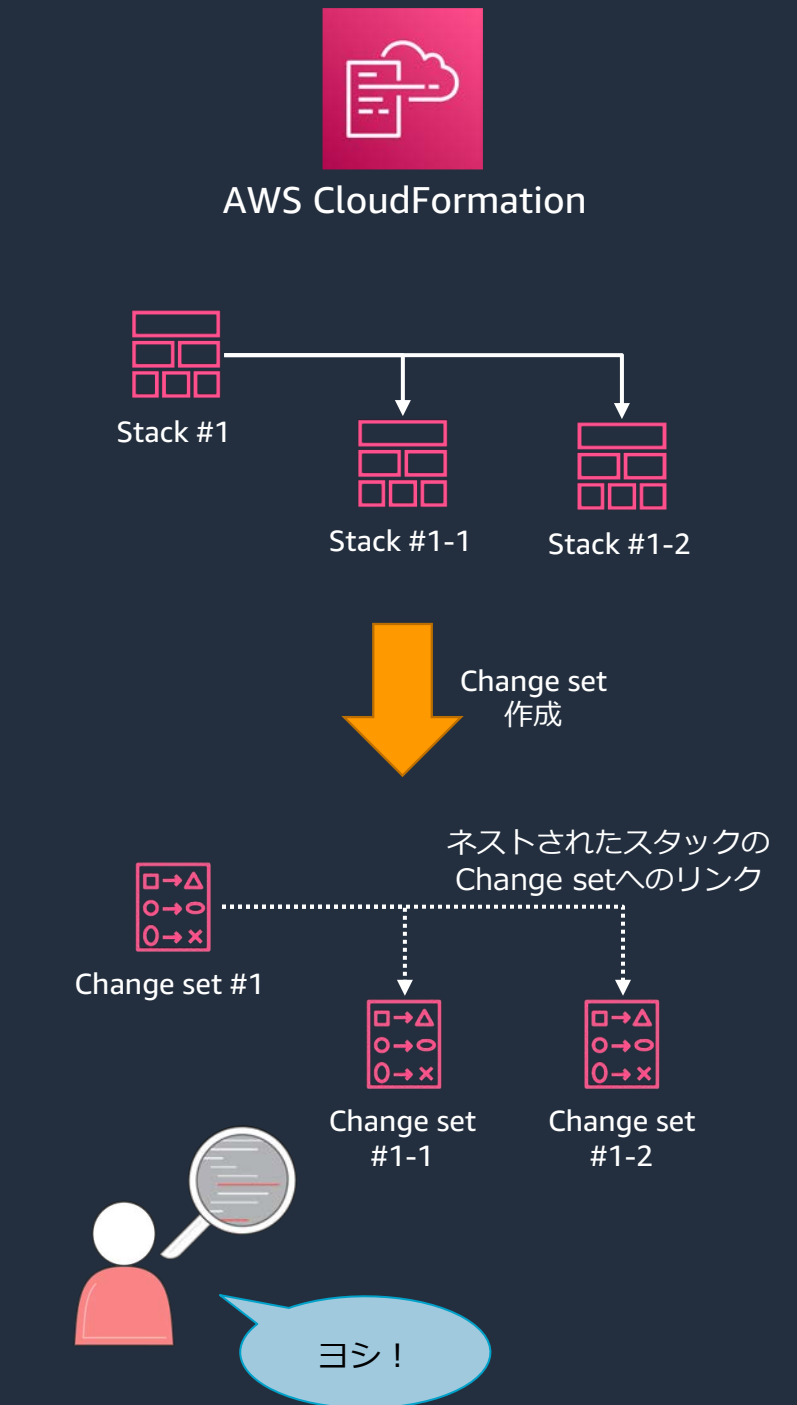 AWS CloudFormation
Stack #1
Stack #1-1
Stack #1-2
Change set
作成
ネストされたスタックの
Change setへのリンク
Change set #1
Change set
#1-1
Change set
#1-2
ヨシ！